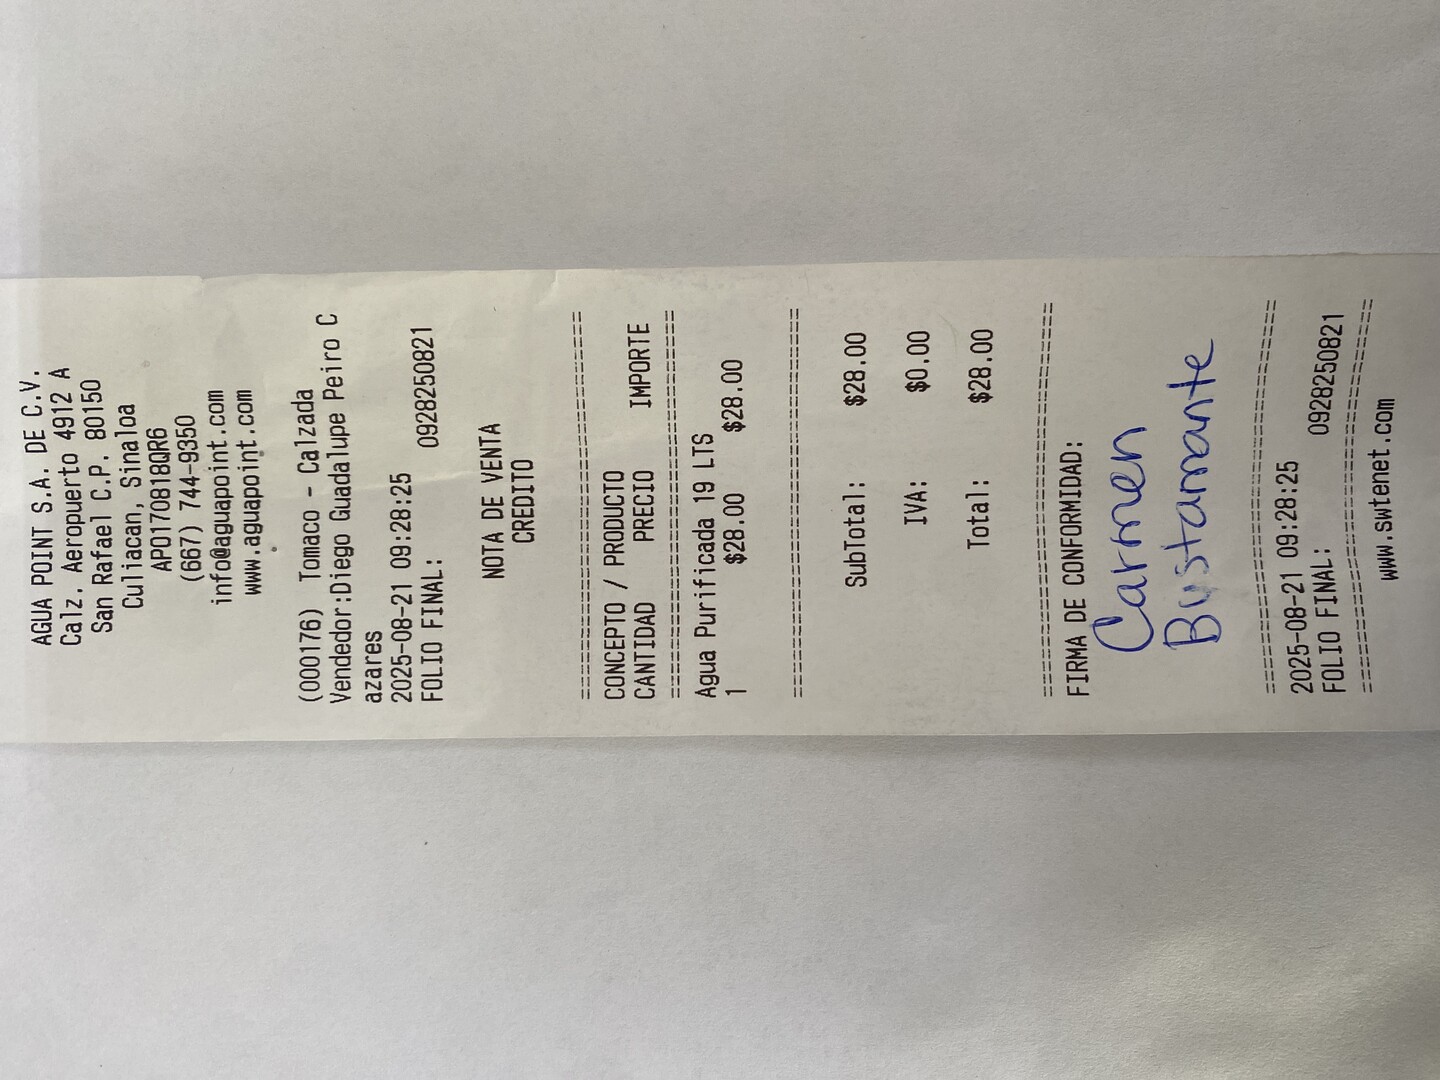 AGUA POINT S.A. DE C.V.
Calz. Aeropuerto 4912 A
San Rafael C.P. 80150
Culiacan, Sinaloa
APO170818QR6
(667) 744-9350
info@aguapoint.com
www.aguapoint.com
(000176) Tomaco - Calzada
Vendedor:Diego Guadalupe Peiro C
azares
2025-08-21 09:28:25
FOLIO FINAL: 0928250821
NOTA DE VENTA
CREDITO
================================
CONCEPTO / PRODUCTO
CANTIDAD PRECIO IMPORTE
================================
Agua Purificada 19 LTS
1 $28.00 $28.00
================================
SubTotal: $28.00
IVA: $0.00
Total: $28.00
================================
FIRMA DE CONFORMIDAD:
Carmen
Bustamante
================================
2025-08-21 09:28:25
FOLIO FINAL: 0928250821
================================
www.swtenet.com